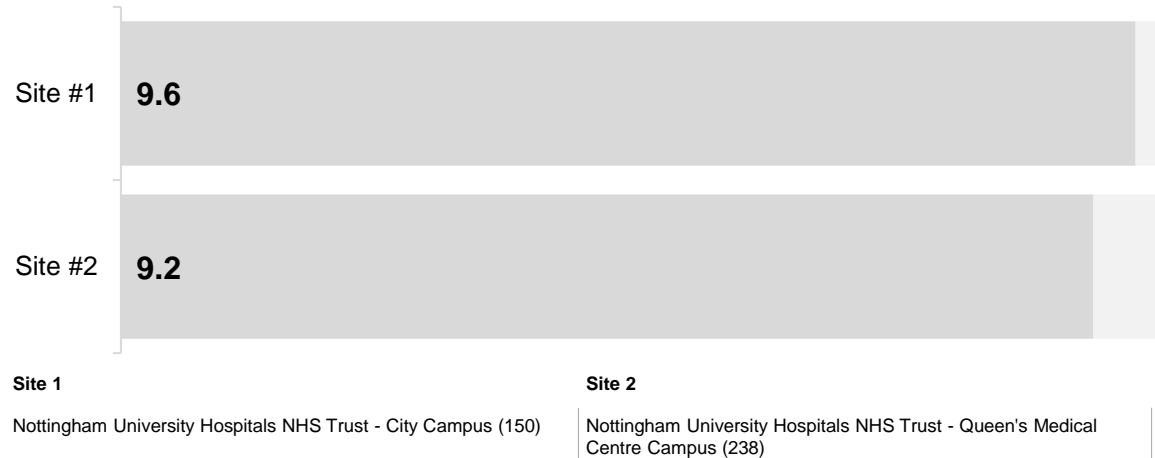 Site #1
9.6
Site #2
9.2
Site 1
Site 2
Nottingham University Hospitals NHS Trust - City Campus (150)
Nottingham University Hospitals NHS Trust - Queen's Medical
Centre Campus (238)